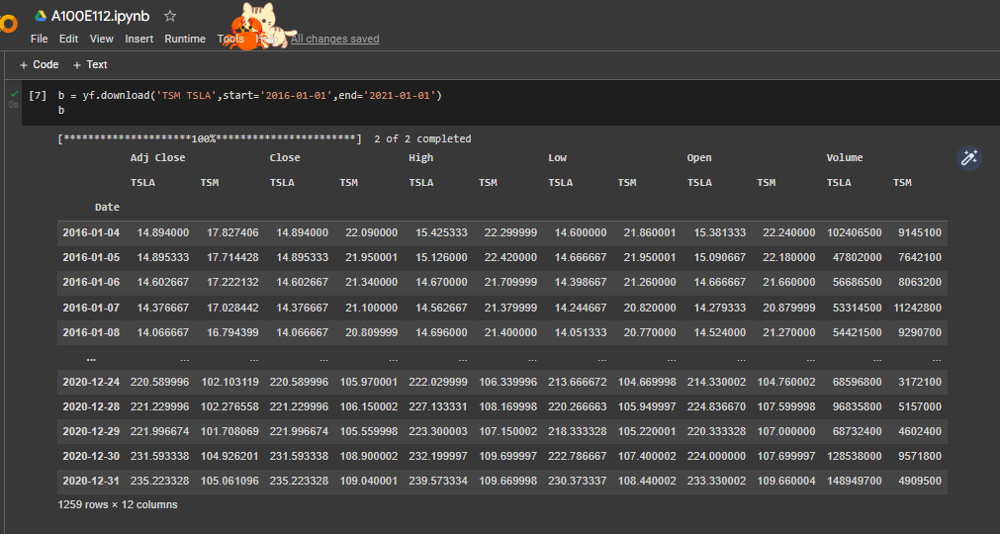 A100E112.ipynb
File Edit View Insert Runtime Tools All changes saved
+ Code + Text
[7] b = yf.download('TSM TSLA',start='2016-01-01',end='2021-01-01')
0s
b
[*********************100%***********************] 2 of 2 completed
Adj Close Close High Low Open Volume
TSLA TSM TSLA TSM TSLA TSM TSLA TSM TSLA TSM TSLA TSM
Date
2016-01-04 14.894000 17.827406 14.894000 22.090000 15.425333 22.299999 14.600000 21.860001 15.381333 22.240000 102406500 9145100
2016-01-05 14.895333 17.714428 14.895333 21.950001 15.126000 22.420000 14.666667 21.950001 15.090667 22.180000 47802000 7642100
2016-01-06 14.602667 17.222132 14.602667 21.340000 14.670000 21.709999 14.398667 21.260000 14.666667 21.660000 56686500 8063200
2016-01-07 14.376667 17.028442 14.376667 21.100000 14.562667 21.379999 14.244667 20.820000 14.279333 20.879999 53314500 11242800
2016-01-08 14.066667 16.794399 14.066667 20.809999 14.696000 21.400000 14.051333 20.770000 14.524000 21.270000 54421500 9290700
... ... ... ... ... ... ... ... ... ... ... ... ...
2020-12-24 220.589996 102.103119 220.589996 105.970001 222.029999 106.339996 213.666672 104.669998 214.330002 104.760002 68596800 3172100
2020-12-28 221.229996 102.276558 221.229996 106.150002 227.133331 108.169998 220.266663 105.949997 224.836670 107.599998 96835800 5157000
2020-12-29 221.996674 101.708069 221.996674 105.559998 223.300003 107.150002 218.333328 105.220001 220.333328 107.000000 68732400 4602400
2020-12-30 231.593338 104.926201 231.593338 108.900002 232.199997 109.699997 222.786667 107.400002 224.000000 107.699997 128538000 9571800
2020-12-31 235.223328 105.061096 235.223328 109.040001 239.573334 109.669998 230.373337 108.440002 233.330002 109.660004 148949700 4909500
1259 rows × 12 columns